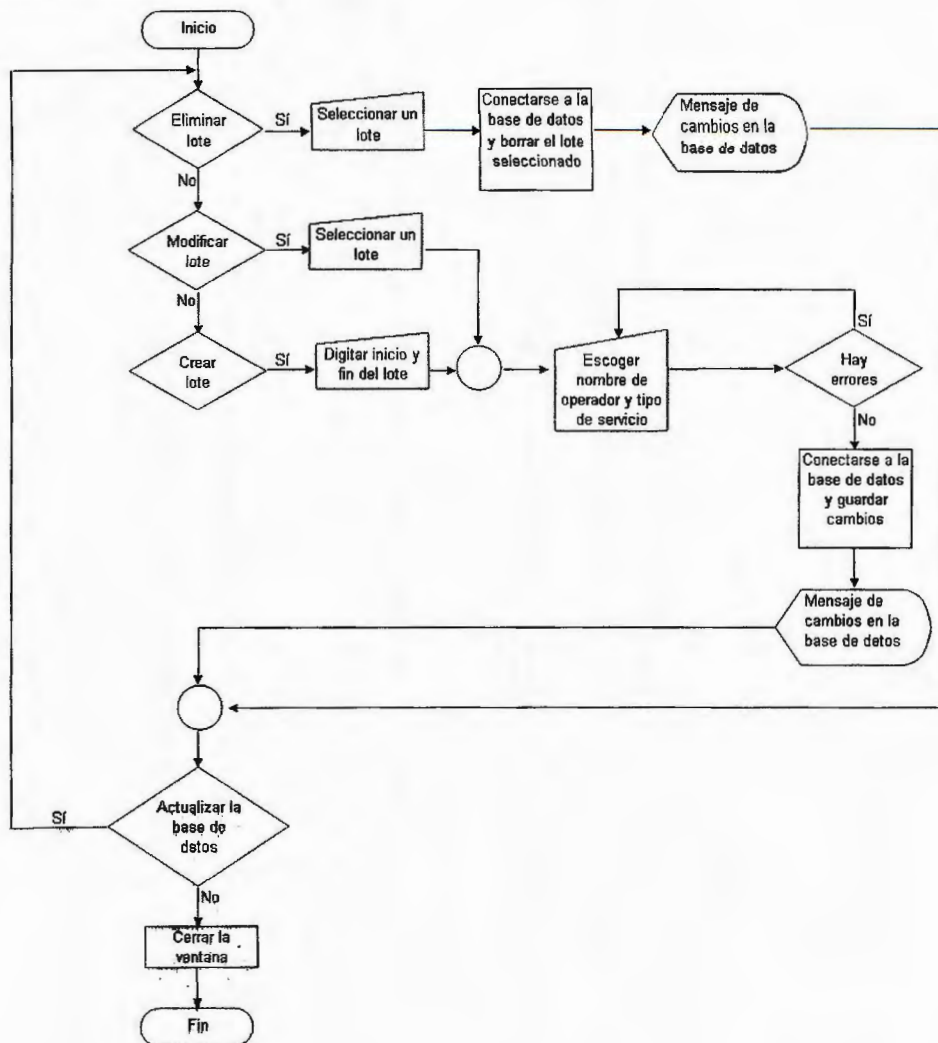 Inicio
Eliminar
lote
Sí
Seleccionar un
lote
Conectarse a la
base de datos
y borrar el lote
seleccionado
Mensaje de
cambios en la
base de datos
No
Modificar
lote
Sí
Seleccionar un
lote
No
Crear
lote
Sí
Digitar inicio y
fin del lote
Escoger
nombre de
operador y tipo
de servicio
Sí
Hay
errores
No
Conectarse a la
base de datos
y guardar
cambios
Mensaje de
cambios en la
base de detos
Actualizar la
base de
dstos
Sí
No
Cerrar la
ventana
Fin